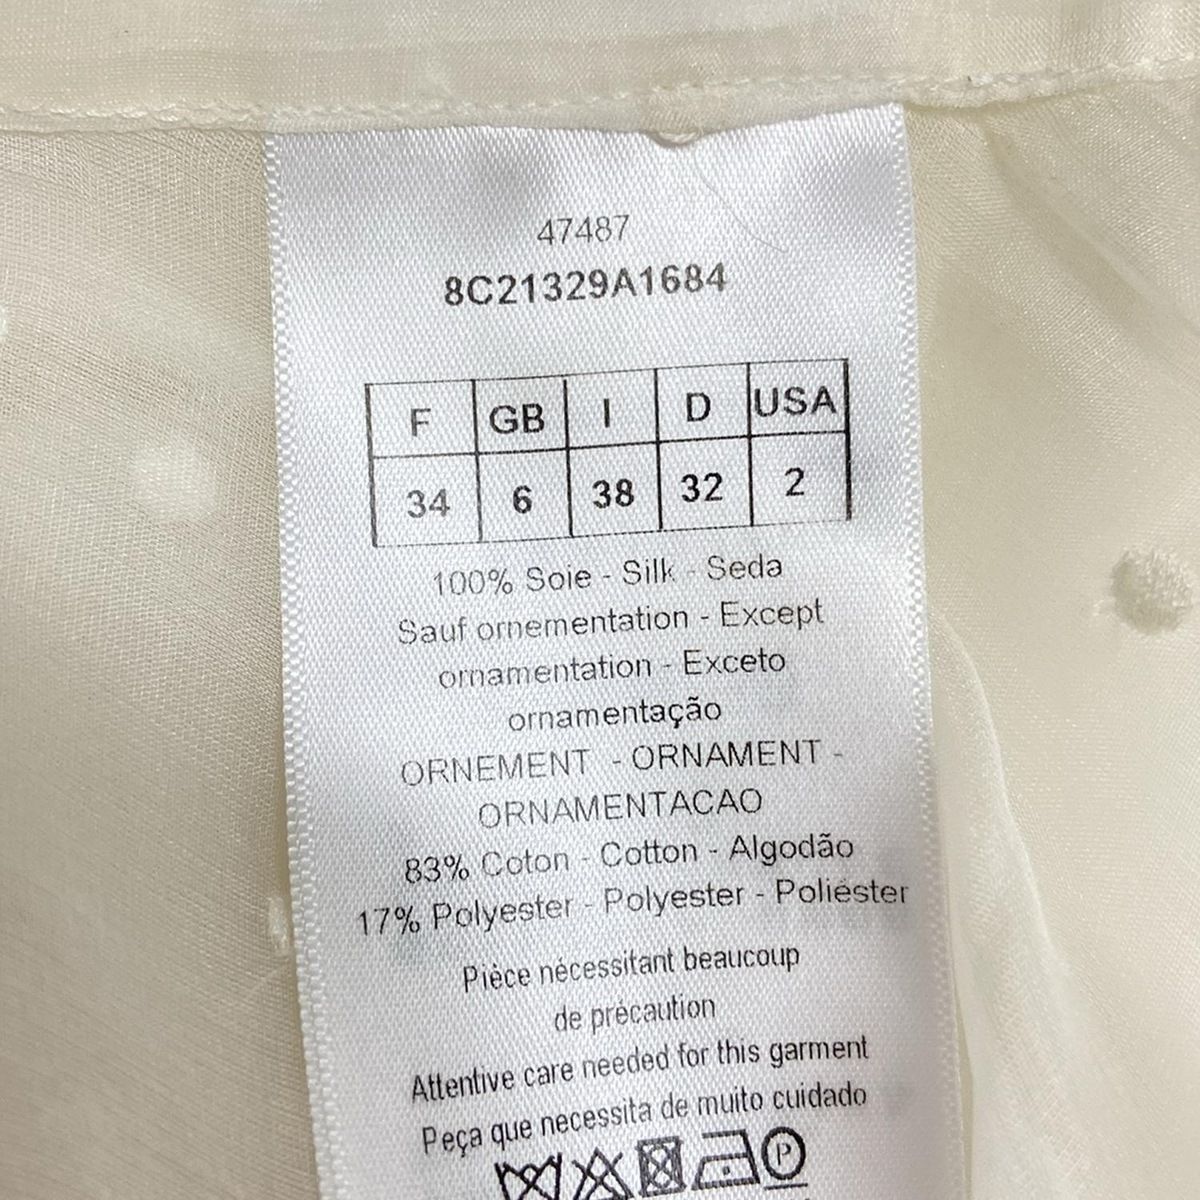 47487
8C21329A1684
F GB I D USA
34 6 38 32 2
100% Soie - Silk - Seda
Sauf ornementation - Except
ornamentation - Exceto
ornamentação
ORNEMENT - ORNAMENT -
ORNAMENTACAO
83% Coton - Cotton - Algodão
17% Polyester - Polyester - Poliéster
Pièce nécessitant beaucoup
de précaution
Attentive care needed for this garment
Peça que necessita de muito cuidado
P